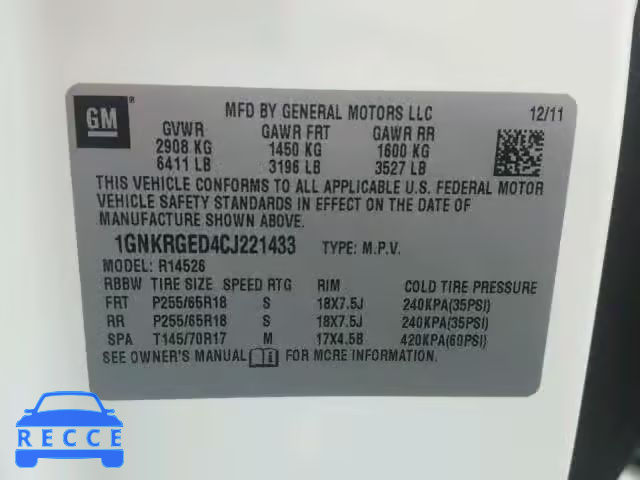 GM
MFD BY GENERAL MOTORS LLC 12/11
GVWR GAWR FRT GAWR RR
2908 KG 1450 KG 1600 KG
6411 LB 3196 LB 3527 LB
THIS VEHICLE CONFORMS TO ALL APPLICABLE U.S. FEDERAL MOTOR
VEHICLE SAFETY STANDARDS IN EFFECT ON THE DATE OF
MANUFACTURE SHOWN ABOVE.
1GNKRGED4CJ221433 TYPE: M.P.V.
MODEL: R14526
RBBW TIRE SIZE SPEED RTG RIM COLD TIRE PRESSURE
FRT P255/65R18 S 18X7.5J 240KPA(35PSI)
RR P255/65R18 S 18X7.5J 240KPA(35PSI)
SPA T145/70R17 M 17X4.5B 420KPA(60PSI)
SEE OWNER'S MANUAL FOR MORE INFORMATION.
RECCE